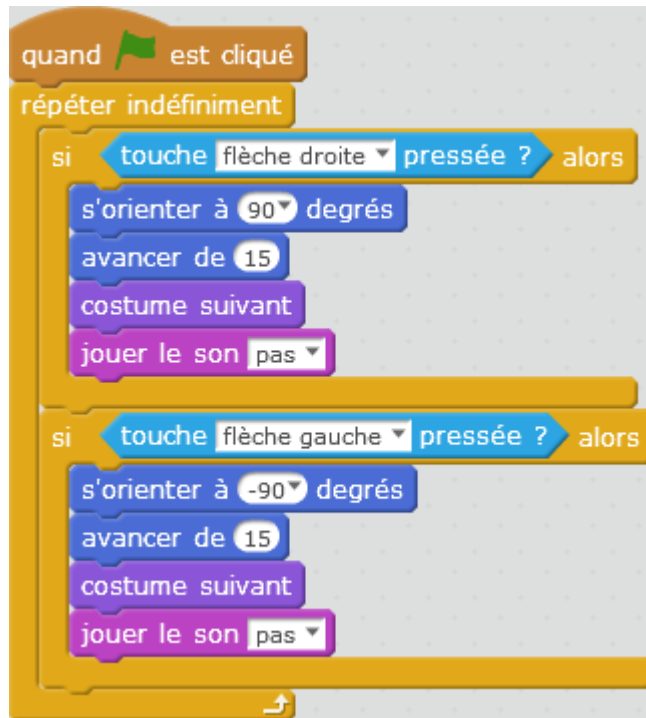 quand est cliqué
répéter indéfiniment
si touche flèche droite pressée ? alors
s'orienter à 90 degrés
avancer de 15
costume suivant
jouer le son pas
si touche flèche gauche pressée ? alors
s'orienter à -90 degrés
avancer de 15
costume suivant
jouer le son pas